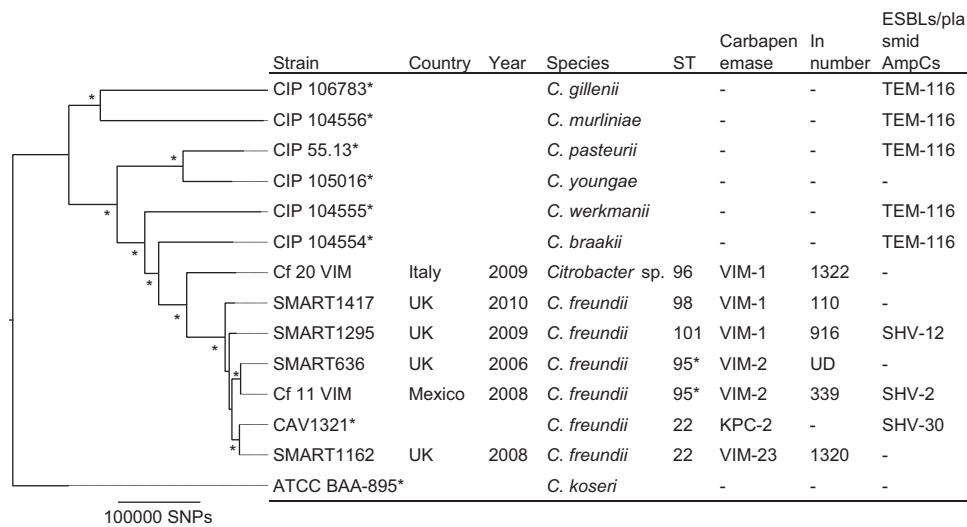 ESBLs/pla
Carbapen In smid
Strain Country Year Species ST emase number AmpCs
* CIP 106783* C. gillenii - - TEM-116
CIP 104556* C. murliniae - - TEM-116
* CIP 55.13* C. pasteurii - - TEM-116
CIP 105016* C. youngae - - -
* CIP 104555* C. werkmanii - - TEM-116
* CIP 104554* C. braakii - - TEM-116
* Cf 20 VIM Italy 2009 Citrobacter sp. 96 VIM-1 1322 -
* SMART1417 UK 2010 C. freundii 98 VIM-1 110 -
SMART1295 UK 2009 C. freundii 101 VIM-1 916 SHV-12
* SMART636 UK 2006 C. freundii 95* VIM-2 UD -
Cf 11 VIM Mexico 2008 C. freundii 95* VIM-2 339 SHV-2
CAV1321* C. freundii 22 KPC-2 - SHV-30
* SMART1162 UK 2008 C. freundii 22 VIM-23 1320 -
ATCC BAA-895* C. koseri - - -
100000 SNPs